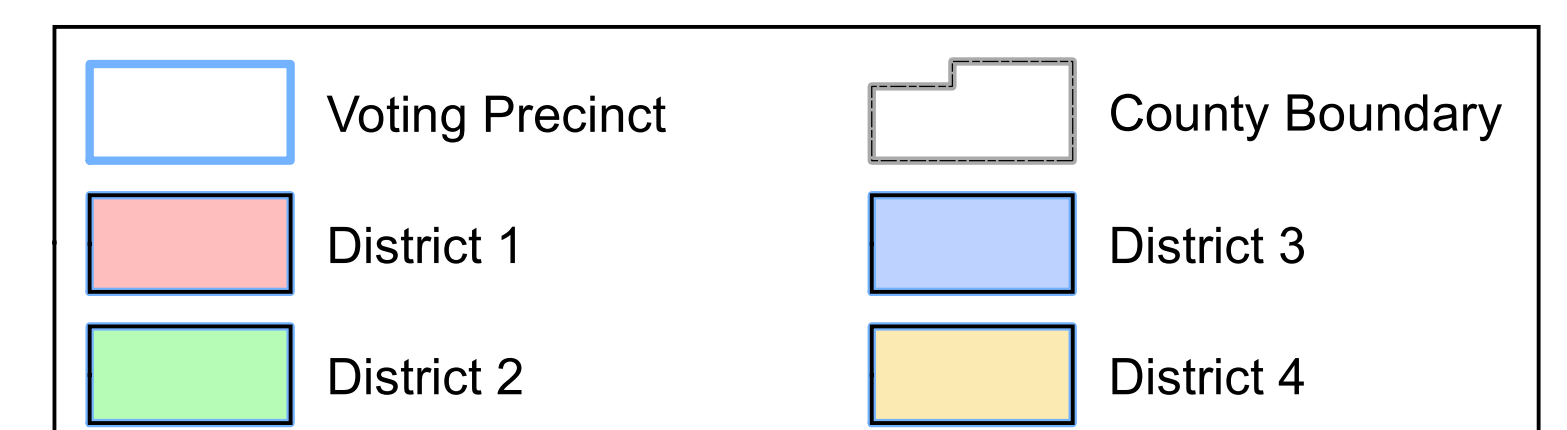 Voting Precinct
County Boundary
District 1
District 3
District 2
District 4